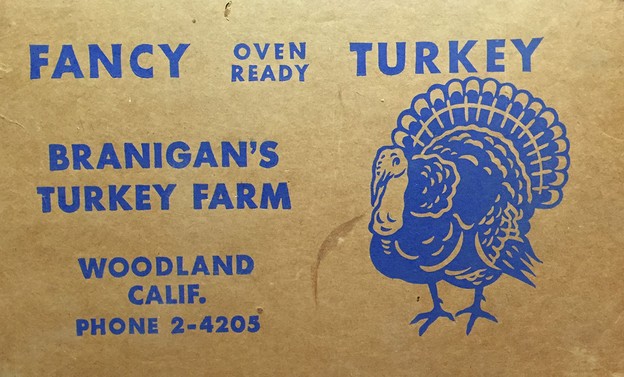 FANCY OVEN READY TURKEY
BRANIGAN'S
TURKEY FARM
WOODLAND
CALIF.
PHONE 2-4205